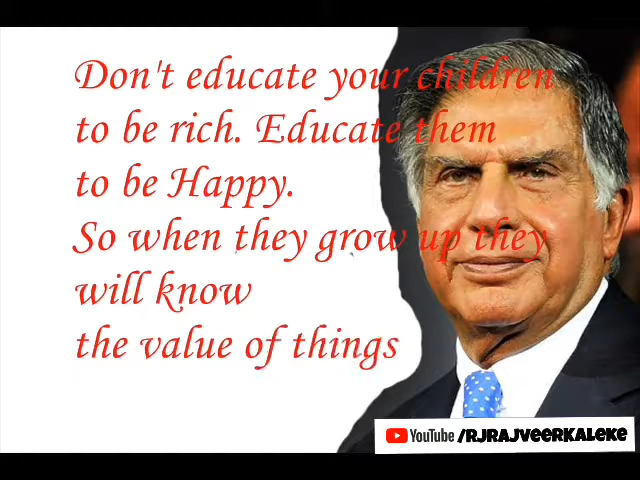 Don't educate your children
to be rich. Educate them
to be Happy.
So when they grow up they
will know
the value of things
YouTube /RJRAJVEERKALEKE